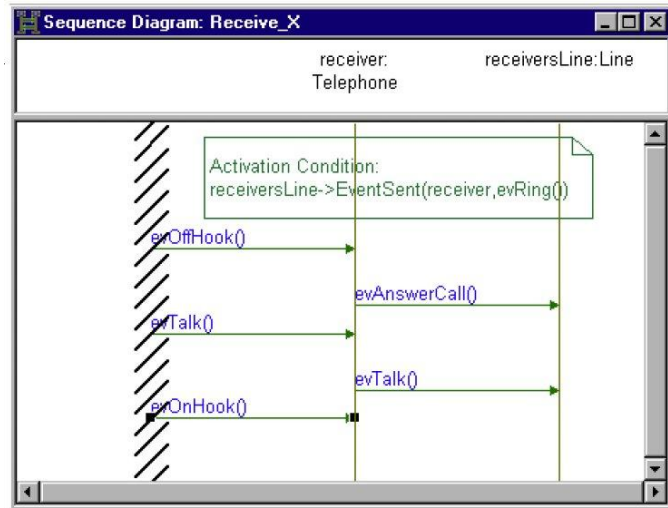 Sequence Diagram: Receive_X
receiver:
Telephone
receiversLine:Line
Activation Condition:
receiversLine->EventSent(receiver,evRing())
evOffHook()
evAnswerCall()
evTalk()
evTalk()
evOnHook()